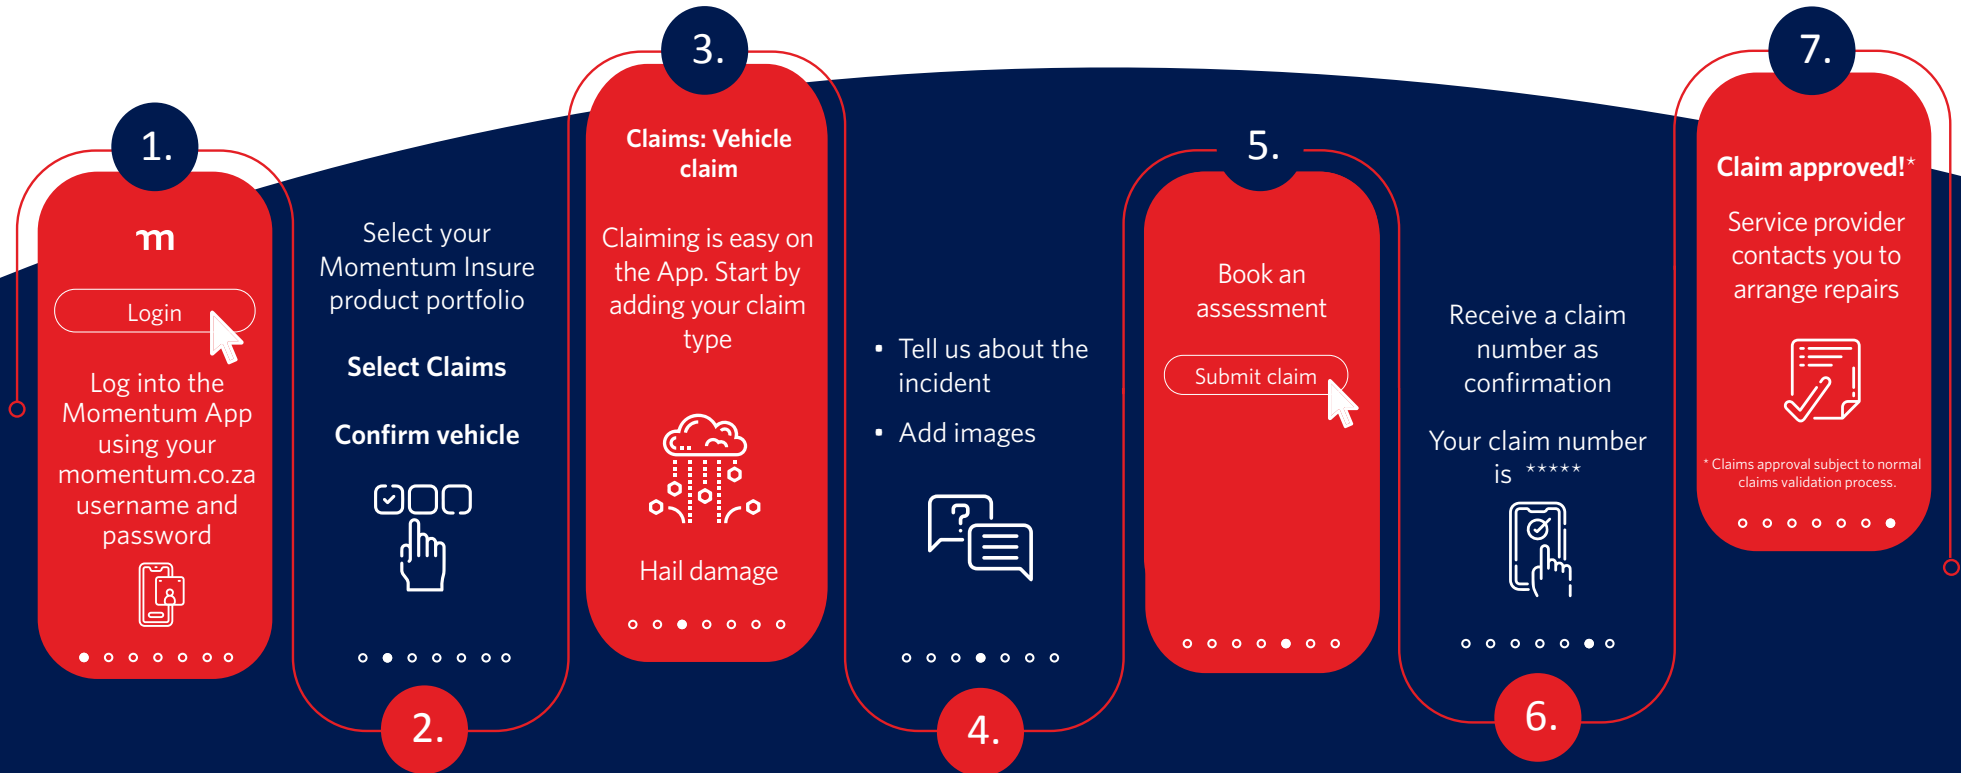 1.
m
Login
Log into the
Momentum App
using your
momentum.co.za
username and
password
Select your
Momentum Insure
product portfolio
Select Claims
Confirm vehicle
2.
3.
Claims: Vehicle
claim
Claiming is easy on
the App. Start by
adding your claim
type
Hail damage
• Tell us about the
incident
• Add images
?
4.
5.
Book an
assessment
Submit claim
Receive a claim
number as
confirmation
Your claim number
is *****
6.
7.
Claim approved!*
Service provider
contacts you to
arrange repairs
* Claims approval subject to normal
claims validation process.